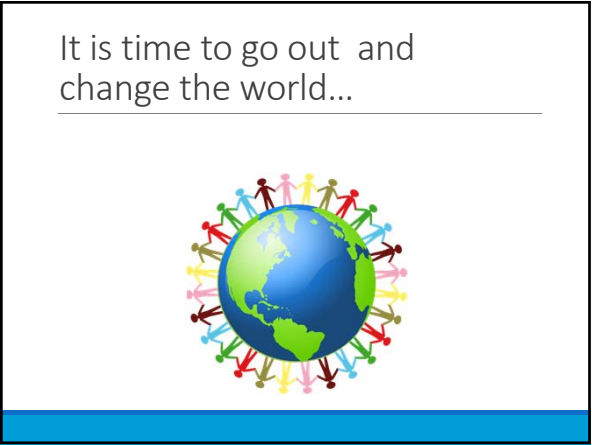 It is time to go out  and
change the world…